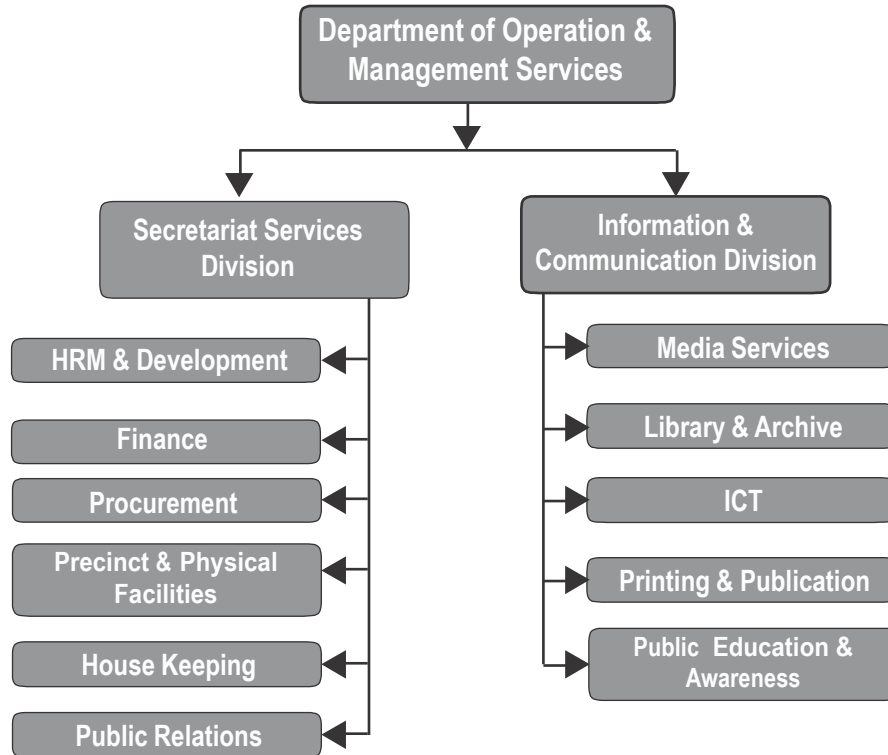 Department of Operation &
Management Services
Secretariat Services
Division
HRM & Development
Finance
Procurement
Precinct & Physical
Facilities
House Keeping
Public Relations
Information &
Communication Division
Media Services
Library & Archive
ICT
Printing & Publication
Public Education &
Awareness